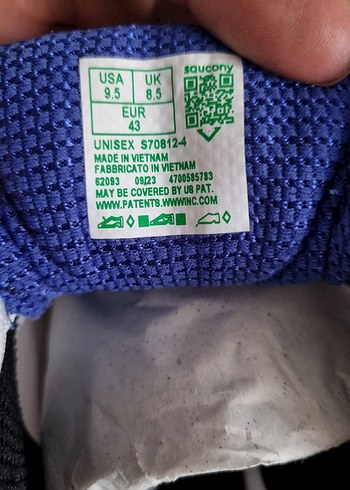 saucony
USA UK
9.5 8.5
EUR
43
UNISEX S70812-4
MADE IN VIETNAM
FABBRICATO IN VIETNAM
62093 09/23 4700585783
MAY BE COVERED BY US PAT.
WWW.PATENTS.WWWINC.COM